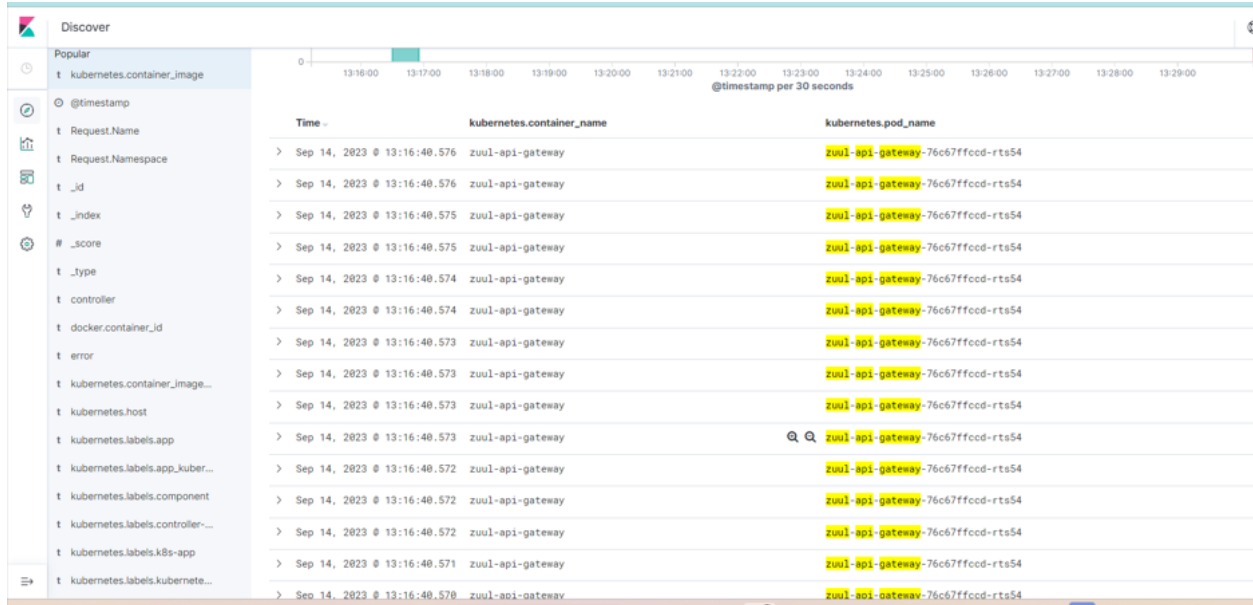 Discover
Popular
t kubernetes.container_image
@timestamp
t Request.Name
t Request.Namespace
t _id
t _index
# _score
t _type
t controller
t docker.container_id
t error
t kubernetes.container_image...
t kubernetes.host
t kubernetes.labels.app
t kubernetes.labels.app_kuber...
t kubernetes.labels.component
t kubernetes.labels.controller-...
t kubernetes.labels.k8s-app
t kubernetes.labels.kubernete...
0
13:16:00 13:17:00 13:18:00 13:19:00 13:20:00 13:21:00 13:22:00 13:23:00 13:24:00 13:25:00 13:26:00 13:27:00 13:28:00 13:29:00
@timestamp per 30 seconds
Time kubernetes.container_name kubernetes.pod_name
> Sep 14, 2023 @ 13:16:40.576 zuul-api-gateway zuul-api-gateway-76c67ffccd-rts54
> Sep 14, 2023 @ 13:16:40.576 zuul-api-gateway zuul-api-gateway-76c67ffccd-rts54
> Sep 14, 2023 @ 13:16:40.575 zuul-api-gateway zuul-api-gateway-76c67ffccd-rts54
> Sep 14, 2023 @ 13:16:40.575 zuul-api-gateway zuul-api-gateway-76c67ffccd-rts54
> Sep 14, 2023 @ 13:16:40.574 zuul-api-gateway zuul-api-gateway-76c67ffccd-rts54
> Sep 14, 2023 @ 13:16:40.574 zuul-api-gateway zuul-api-gateway-76c67ffccd-rts54
> Sep 14, 2023 @ 13:16:40.573 zuul-api-gateway zuul-api-gateway-76c67ffccd-rts54
> Sep 14, 2023 @ 13:16:40.573 zuul-api-gateway zuul-api-gateway-76c67ffccd-rts54
> Sep 14, 2023 @ 13:16:40.573 zuul-api-gateway zuul-api-gateway-76c67ffccd-rts54
> Sep 14, 2023 @ 13:16:40.573 zuul-api-gateway zuul-api-gateway-76c67ffccd-rts54
> Sep 14, 2023 @ 13:16:40.572 zuul-api-gateway zuul-api-gateway-76c67ffccd-rts54
> Sep 14, 2023 @ 13:16:40.572 zuul-api-gateway zuul-api-gateway-76c67ffccd-rts54
> Sep 14, 2023 @ 13:16:40.572 zuul-api-gateway zuul-api-gateway-76c67ffccd-rts54
> Sep 14, 2023 @ 13:16:40.571 zuul-api-gateway zuul-api-gateway-76c67ffccd-rts54
> Sep 14, 2023 @ 13:16:40.570 zuul-api-gateway zuul-api-gateway-76c67ffccd-rts54